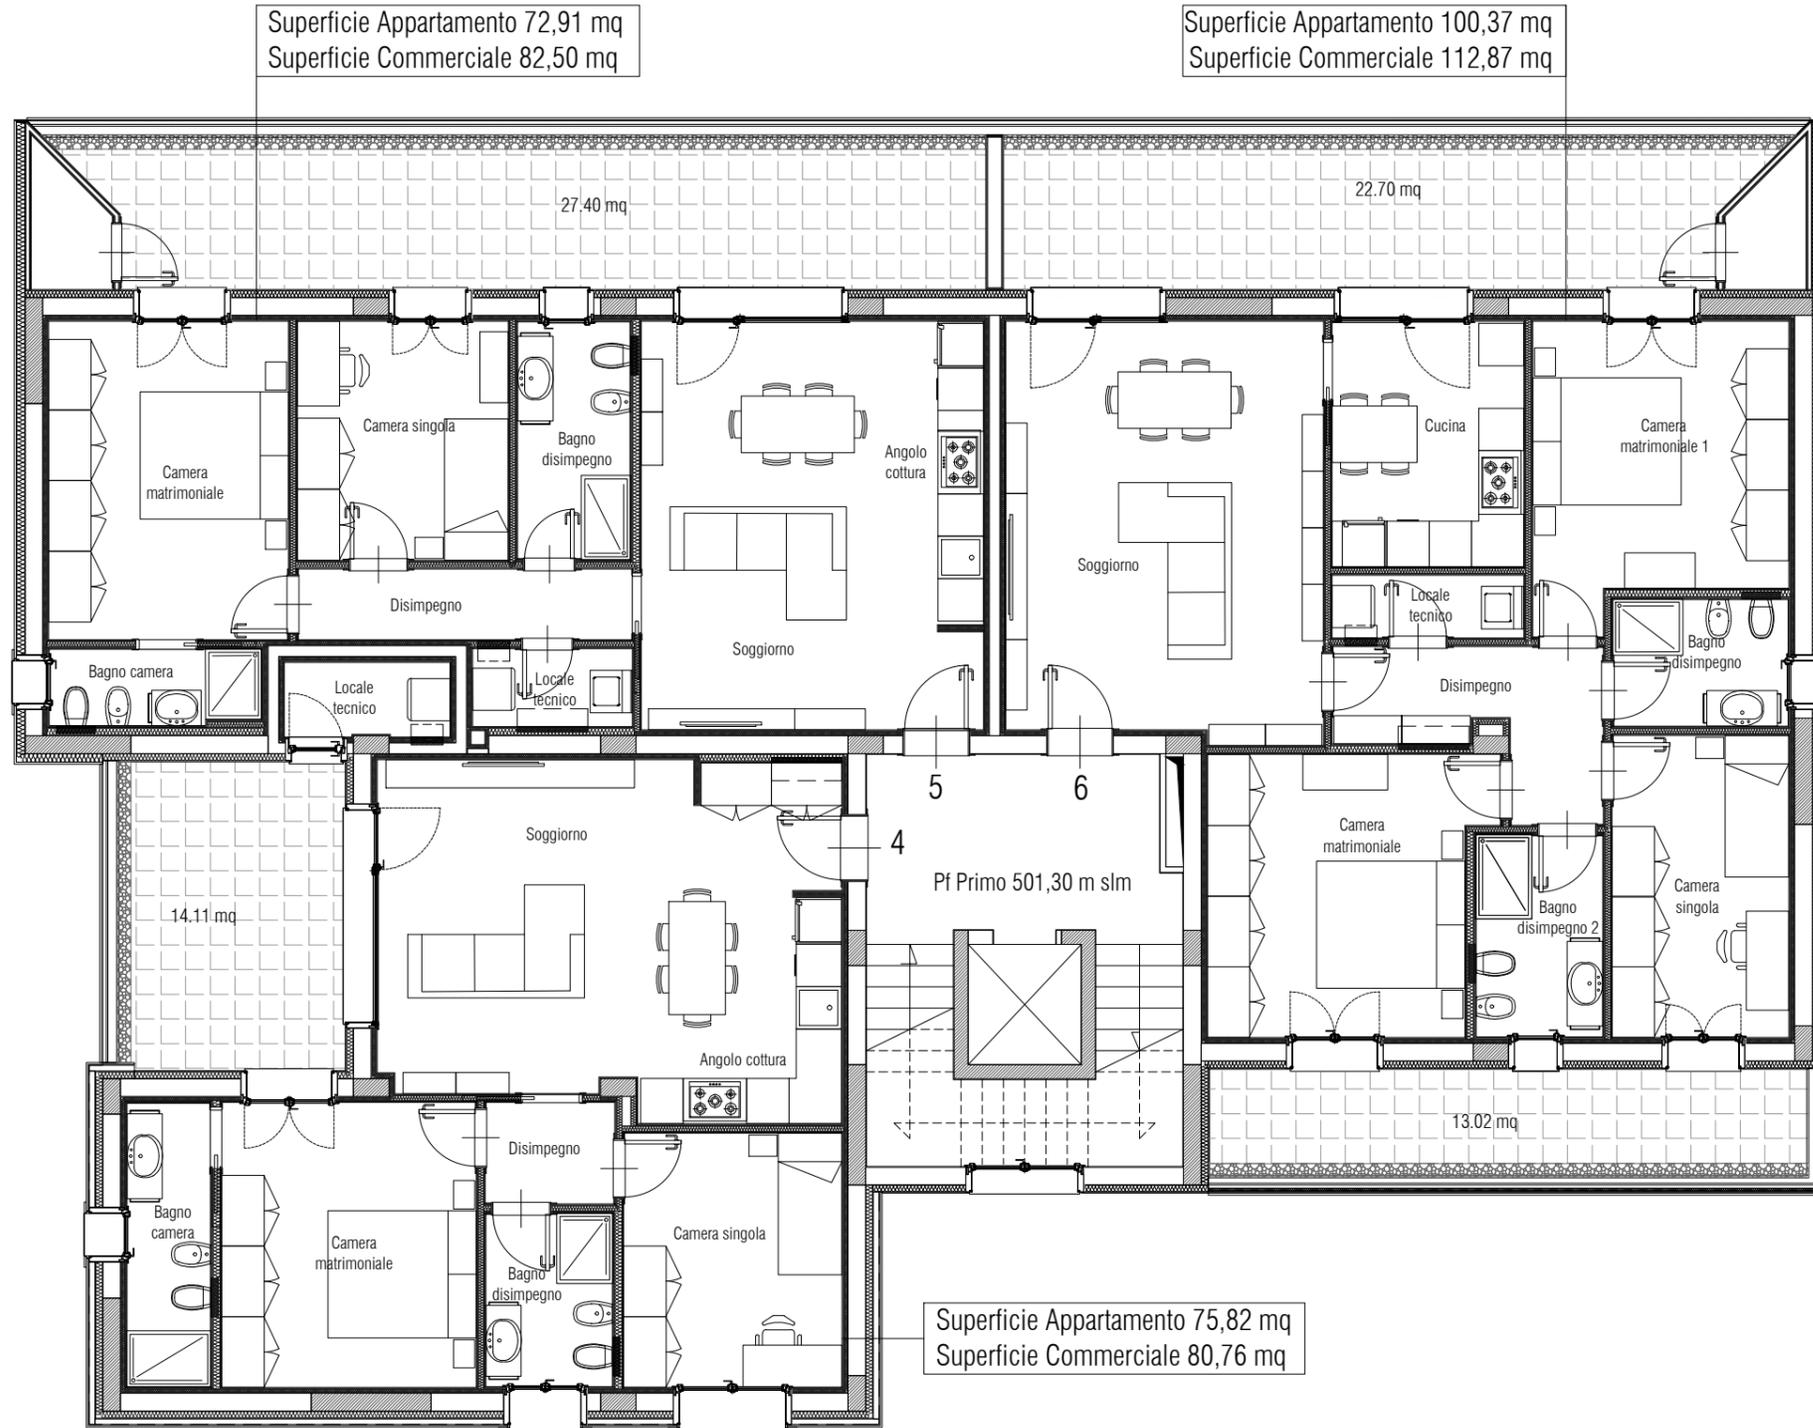 Superficie Appartamento 72,91 mq
Superficie Commerciale 82,50 mq
Superficie Appartamento 100,37 mq
Superficie Commerciale 112,87 mq
27.40 mq
22.70 mq
Camera
matrimoniale
Camera singola
Bagno
disimpegno
Angolo
cottura
Soggiorno
Disimpegno
Bagno camera
Locale
tecnico
Locale
tecnico
Soggiorno
Cucina
Camera
matrimoniale 1
Locale
tecnico
Bagno
disimpegno
Disimpegno
5
6
4
Pf Primo 501,30 m slm
Soggiorno
14.11 mq
Angolo cottura
Camera
matrimoniale
Bagno
disimpegno 2
Camera
singola
13.02 mq
Disimpegno
Bagno
camera
Camera
matrimoniale
Bagno
disimpegno
Camera singola
Superficie Appartamento 75,82 mq
Superficie Commerciale 80,76 mq